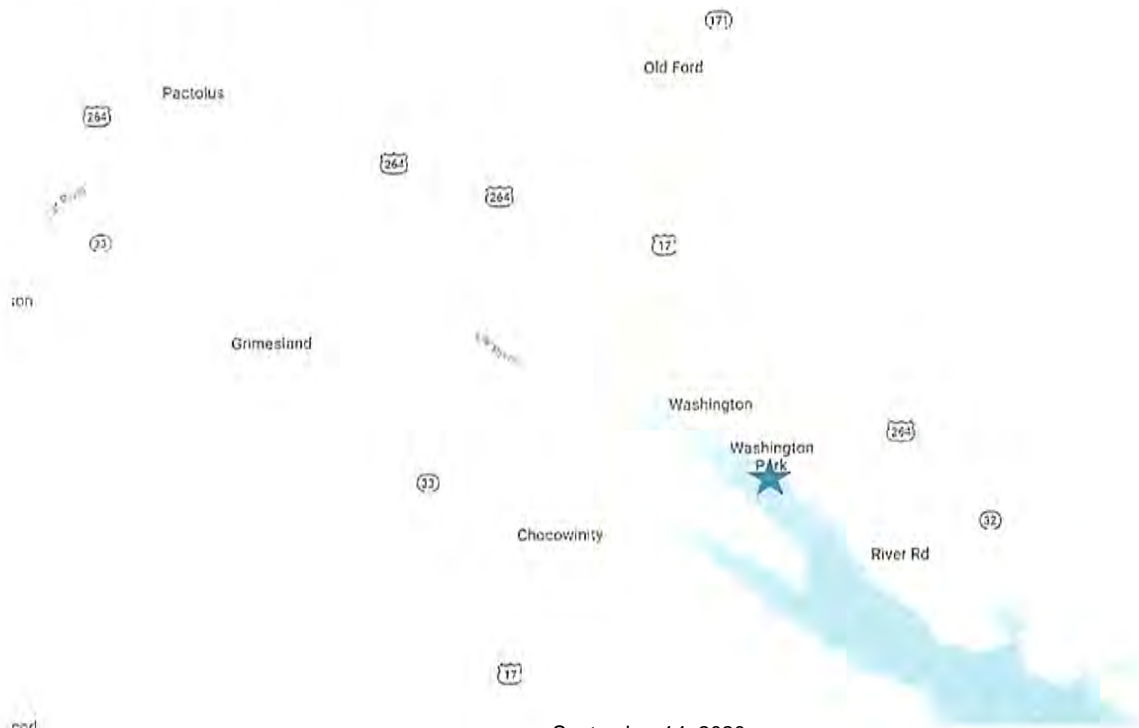 171
Old Ford
Pactolus
264
264
264
33
17
Grimesland
Washington
264
Washington
Park
33
32
Chocowinity
River Rd
17